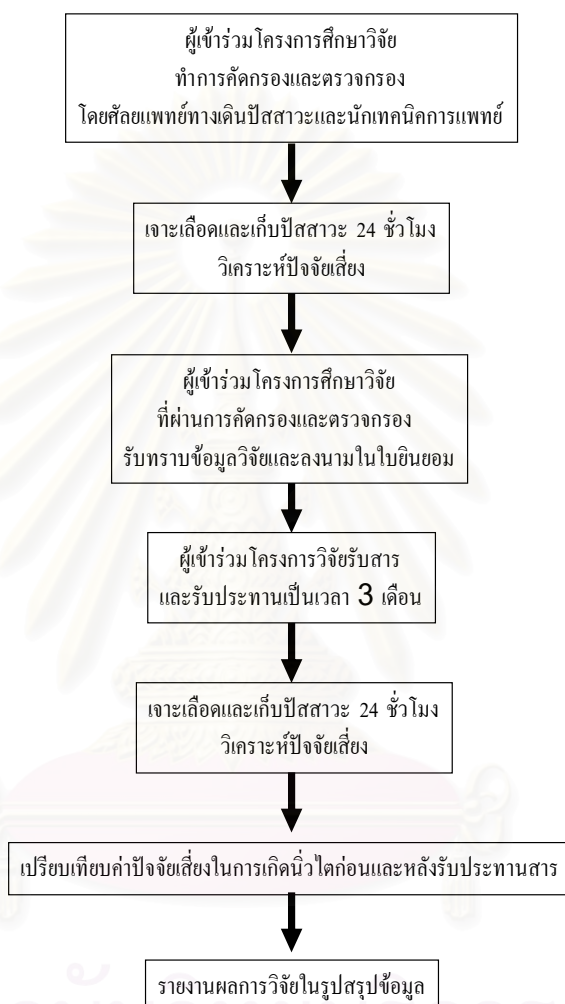 ผู้เข้าร่วมโครงการศึกษาวิจัย
ทำการคัดกรองและตรวจกรอง
โดยศัลยแพทย์ทางเดินปัสสาวะและนักเทคนิคการแพทย์
เจาะเลือดและเก็บปัสสาวะ 24 ชั่วโมง
วิเคราะห์ปัจจัยเสี่ยง
ผู้เข้าร่วมโครงการศึกษาวิจัย
ที่ผ่านการคัดกรองและตรวจกรอง
รับทราบข้อมูลวิจัยและลงนามในใบยินยอม
ผู้เข้าร่วมโครงการวิจัยรับสาร
และรับประทานเป็นเวลา 3 เดือน
เจาะเลือดและเก็บปัสสาวะ 24 ชั่วโมง
วิเคราะห์ปัจจัยเสี่ยง
เปรียบเทียบค่าปัจจัยเสี่ยงในการเกิดนิ่วไตก่อนและหลังรับประทานสาร
รายงานผลการวิจัยในรูปสรุปข้อมูล